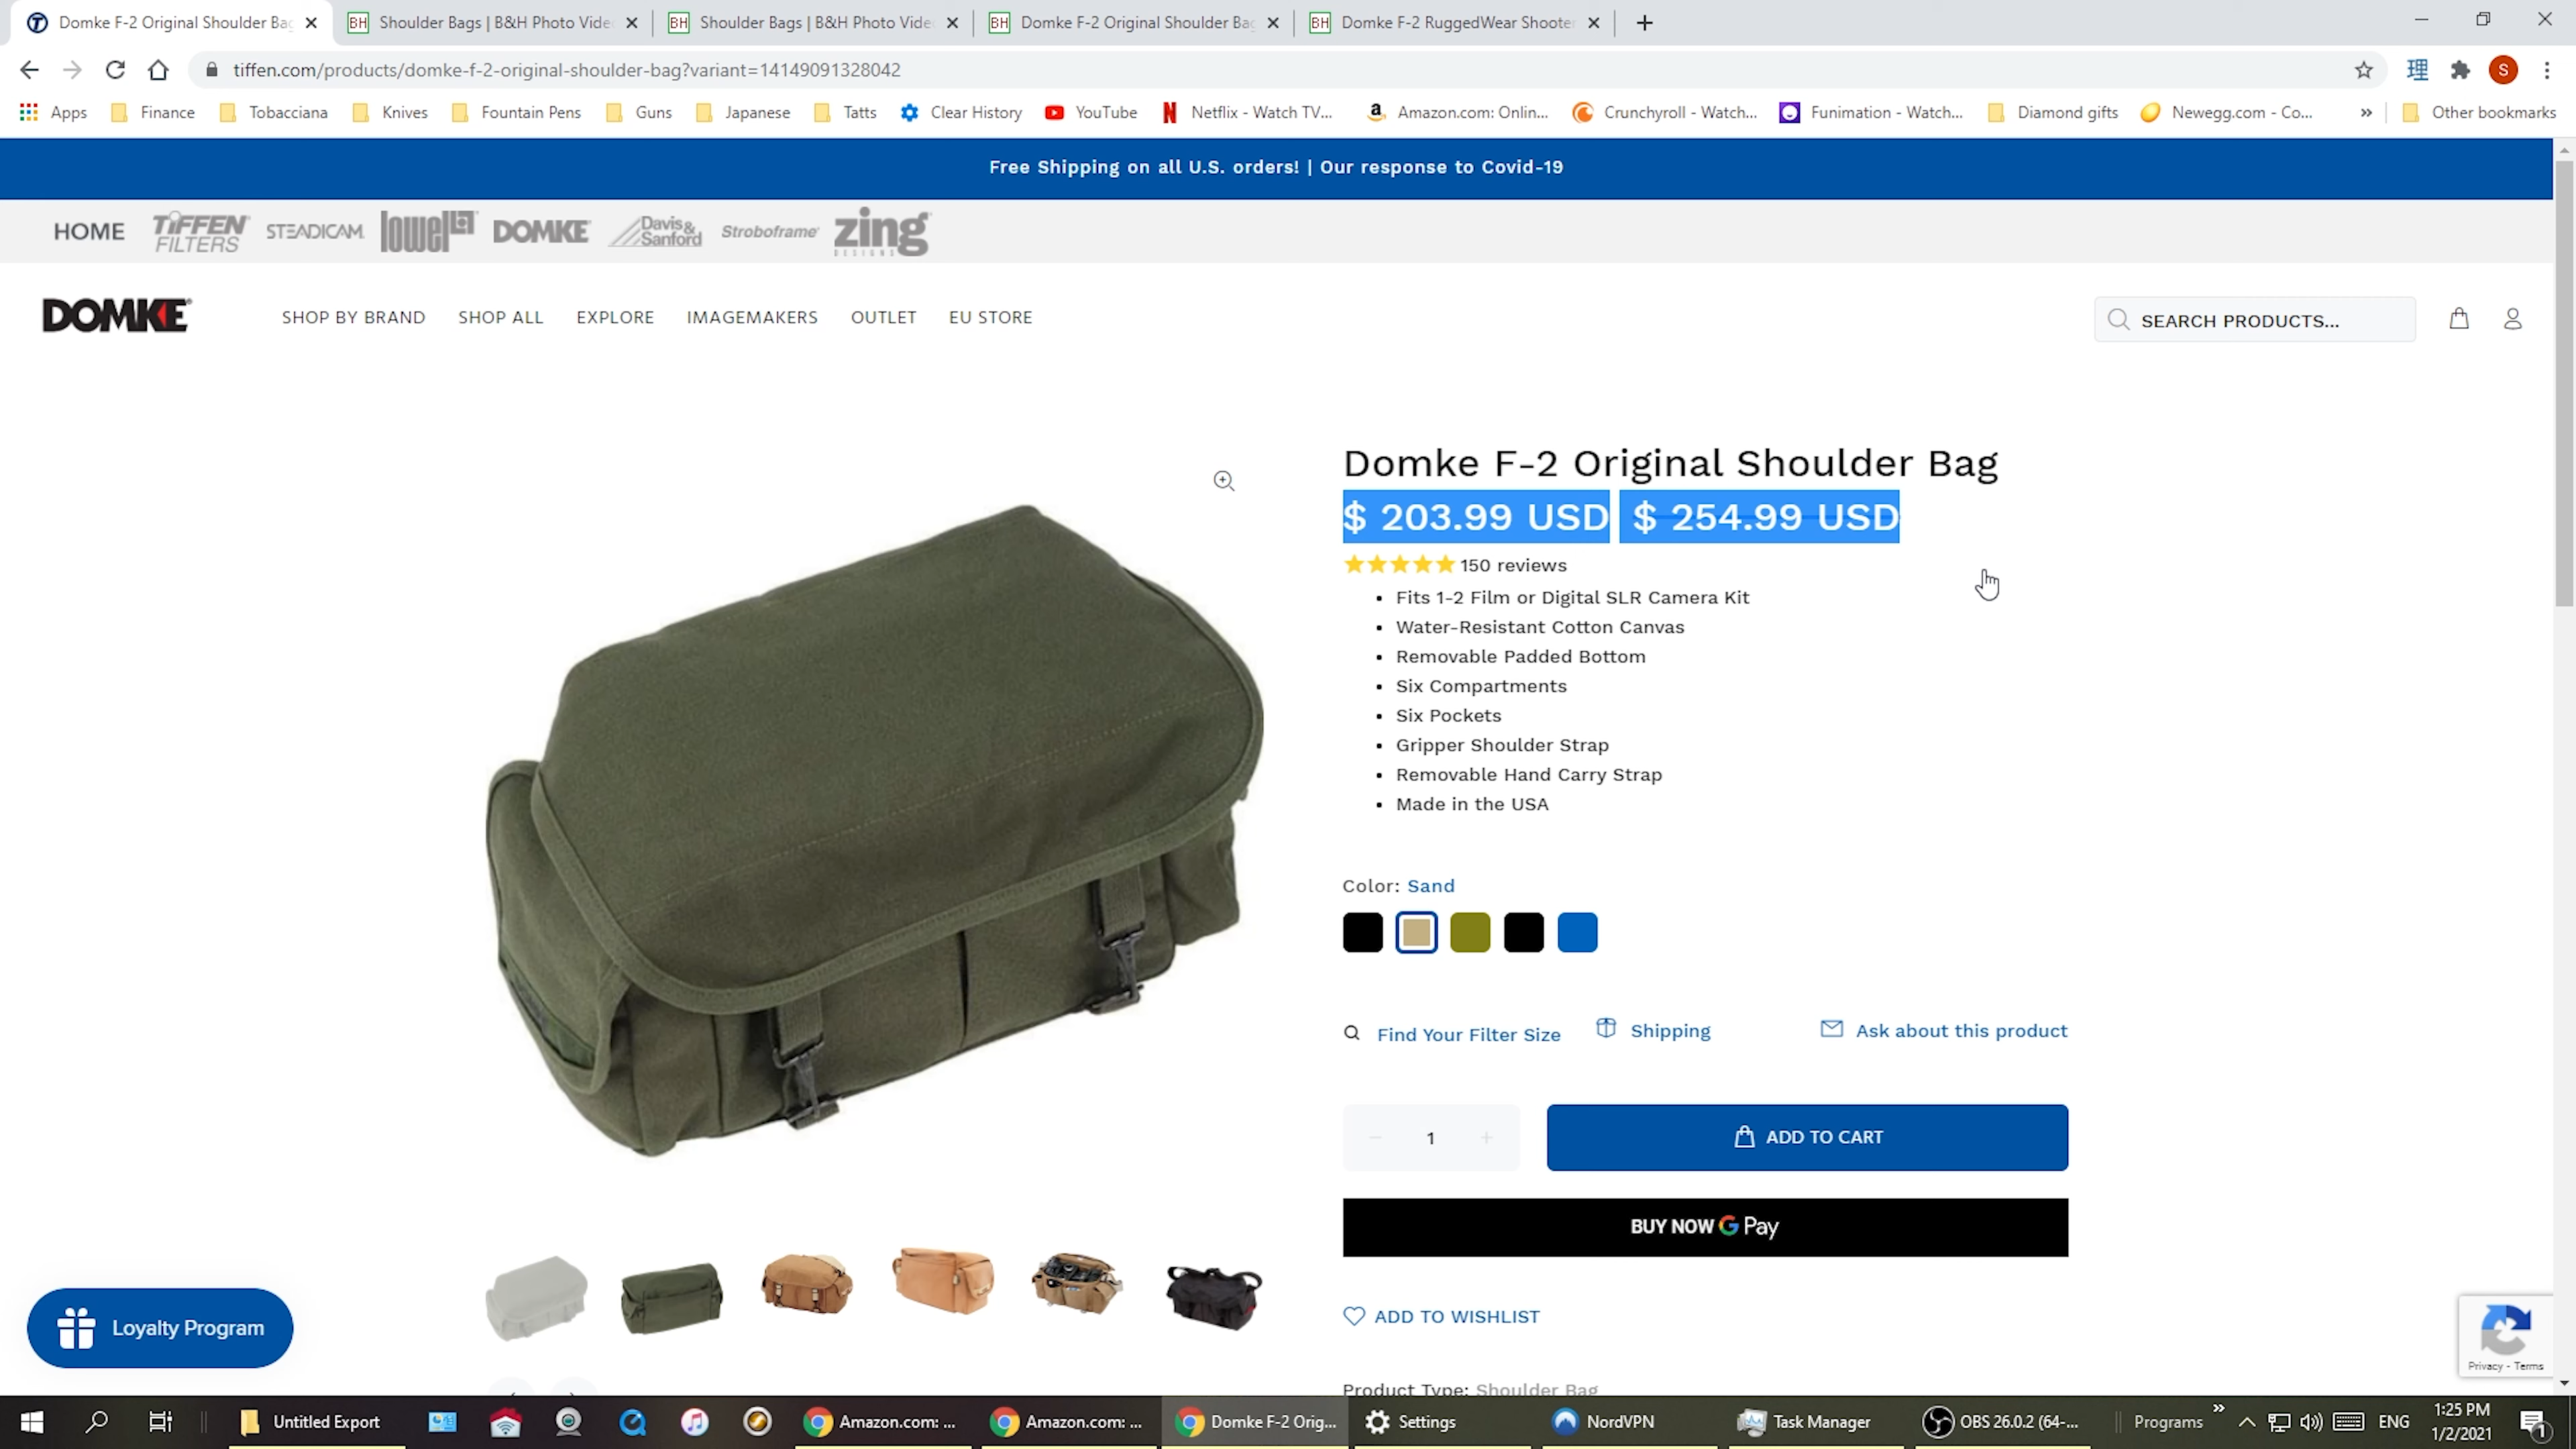 Domke F-2 Original Shoulder Bag
Shoulder Bags | B&H Photo Vide
Shoulder Bags | B&H Photo Vide
Domke F-2 Original Shoulder Bag
Domke F-2 RuggedWear Shooter
tiffen.com/products/domke-f-2-original-shoulder-bag?variant=14149091328042
理
S
Apps Finance Tobacciana Knives Fountain Pens Guns Japanese Tatts Clear History YouTube Netflix - Watch TV... Amazon.com: Onlin... Crunchyroll - Watch... Funimation - Watch... Diamond gifts Newegg.com - Co... » Other bookmarks
Free Shipping on all U.S. orders! | Our response to Covid-19
HOME TIFFEN FILTERS STEADICAM lowel DOMKE Davis & Sanford Stroboframe zing DESIGNS
DOMKE SHOP BY BRAND SHOP ALL EXPLORE IMAGEMAKERS OUTLET EU STORE SEARCH PRODUCTS...
Domke F-2 Original Shoulder Bag
$ 203.99 USD $ 254.99 USD
150 reviews
Fits 1-2 Film or Digital SLR Camera Kit
Water-Resistant Cotton Canvas
Removable Padded Bottom
Six Compartments
Six Pockets
Gripper Shoulder Strap
Removable Hand Carry Strap
Made in the USA
Color: Sand
Find Your Filter Size Shipping Ask about this product
1 ADD TO CART
BUY NOW G Pay
ADD TO WISHLIST
Loyalty Program
Privacy - Terms
Product Type: Shoulder Bag
Untitled Export Amazon.com: ... Amazon.com: ... Domke F-2 Orig... Settings NordVPN Task Manager OBS 26.0.2 (64-... Programs » ENG
1:25 PM
1/2/2021
1